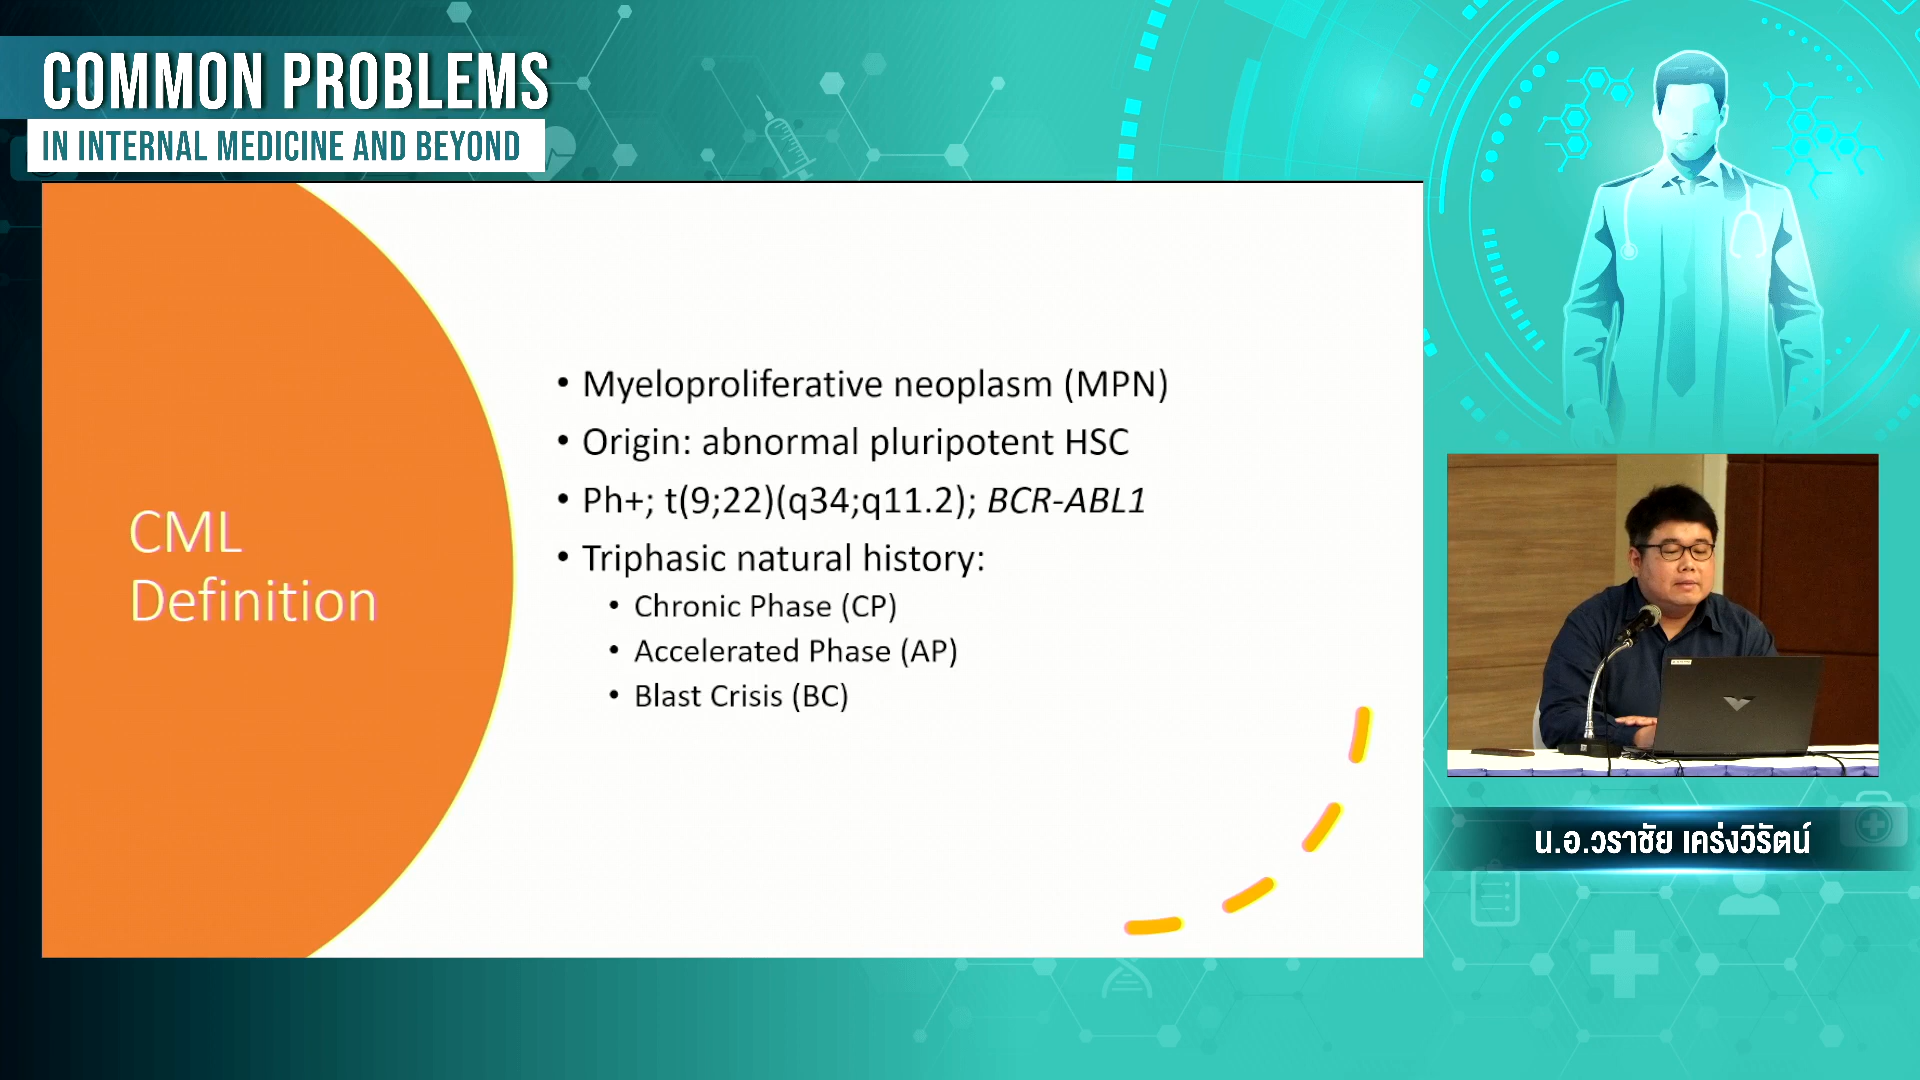 COMMON PROBLEMS
IN INTERNAL MEDICINE AND BEYOND
CML
Definition
• Myeloproliferative neoplasm (MPN)
• Origin: abnormal pluripotent HSC
• Ph+; t(9;22)(q34;q11.2); BCR-ABL1
• Triphasic natural history:
• Chronic Phase (CP)
• Accelerated Phase (AP)
• Blast Crisis (BC)
น.อ.วราชัย เคร่งวิรัตน์